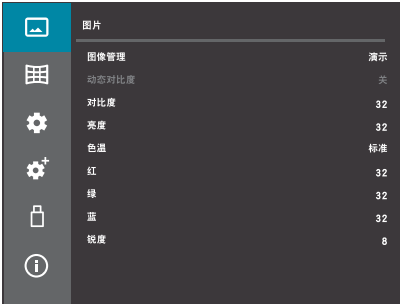 图片
图像管理 演示
动态对比度 关
对比度 32
亮度 32
色温 标准
红 32
绿 32
蓝 32
锐度 8